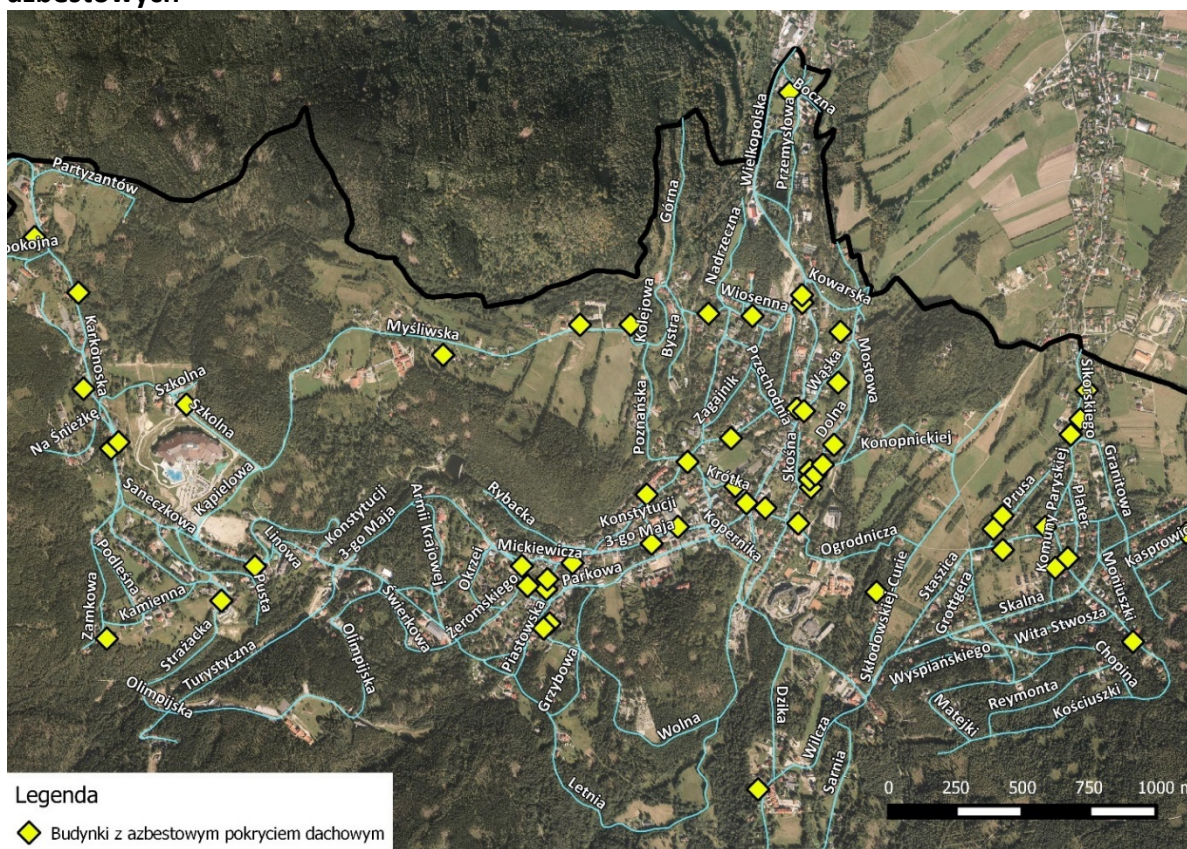 azbestowych
Boczna
Wielkopolska
Przemysłowa
Partyzantów
Górna
Nadrzeczna
pokojna
Kowarska
Wiosenna
Karkonoska
Myśliwska
Kolejowa
Bystra
Mostowa
Wąska
Sikorskiego
Szkolna
Szkolna
Przechodnia
Zagajnik
Na Śnieżkę
Poznańska
Dolna
Konopnickiej
Skośna
Granitowa
Kąpielowa
Saneczkowa
Krótka
Komuny Paryskiej
Plater
Prusa
Konstytucji
3-go Maja
Armii Krajowej
Rybacka
Konstytucji
3-go Maja
Kopernika
Lipowa
Mickiewicza
Ogrodnicza
Kasprowic
Podleśna
Okrzei
Parkowa
Staszica
Skłodowskiej-Curie
Moniuszki
Pusta
Kamienna
Żeromskiego
Grottgera
Skalna
Zamkowa
Świerkowa
Wita Stwosza
Strażacka
Olimpijska
Piastowska
Turystyczna
Wyspiańskiego
Chopina
Grzybowa
Reymonta
Olimpijska
Kościuszki
Wolna
Dzika
Matejki
Wilcza
Sarnia
Letnia
0 250 500 750 1000 m
Legenda
Budynki z azbestowym pokryciem dachowym